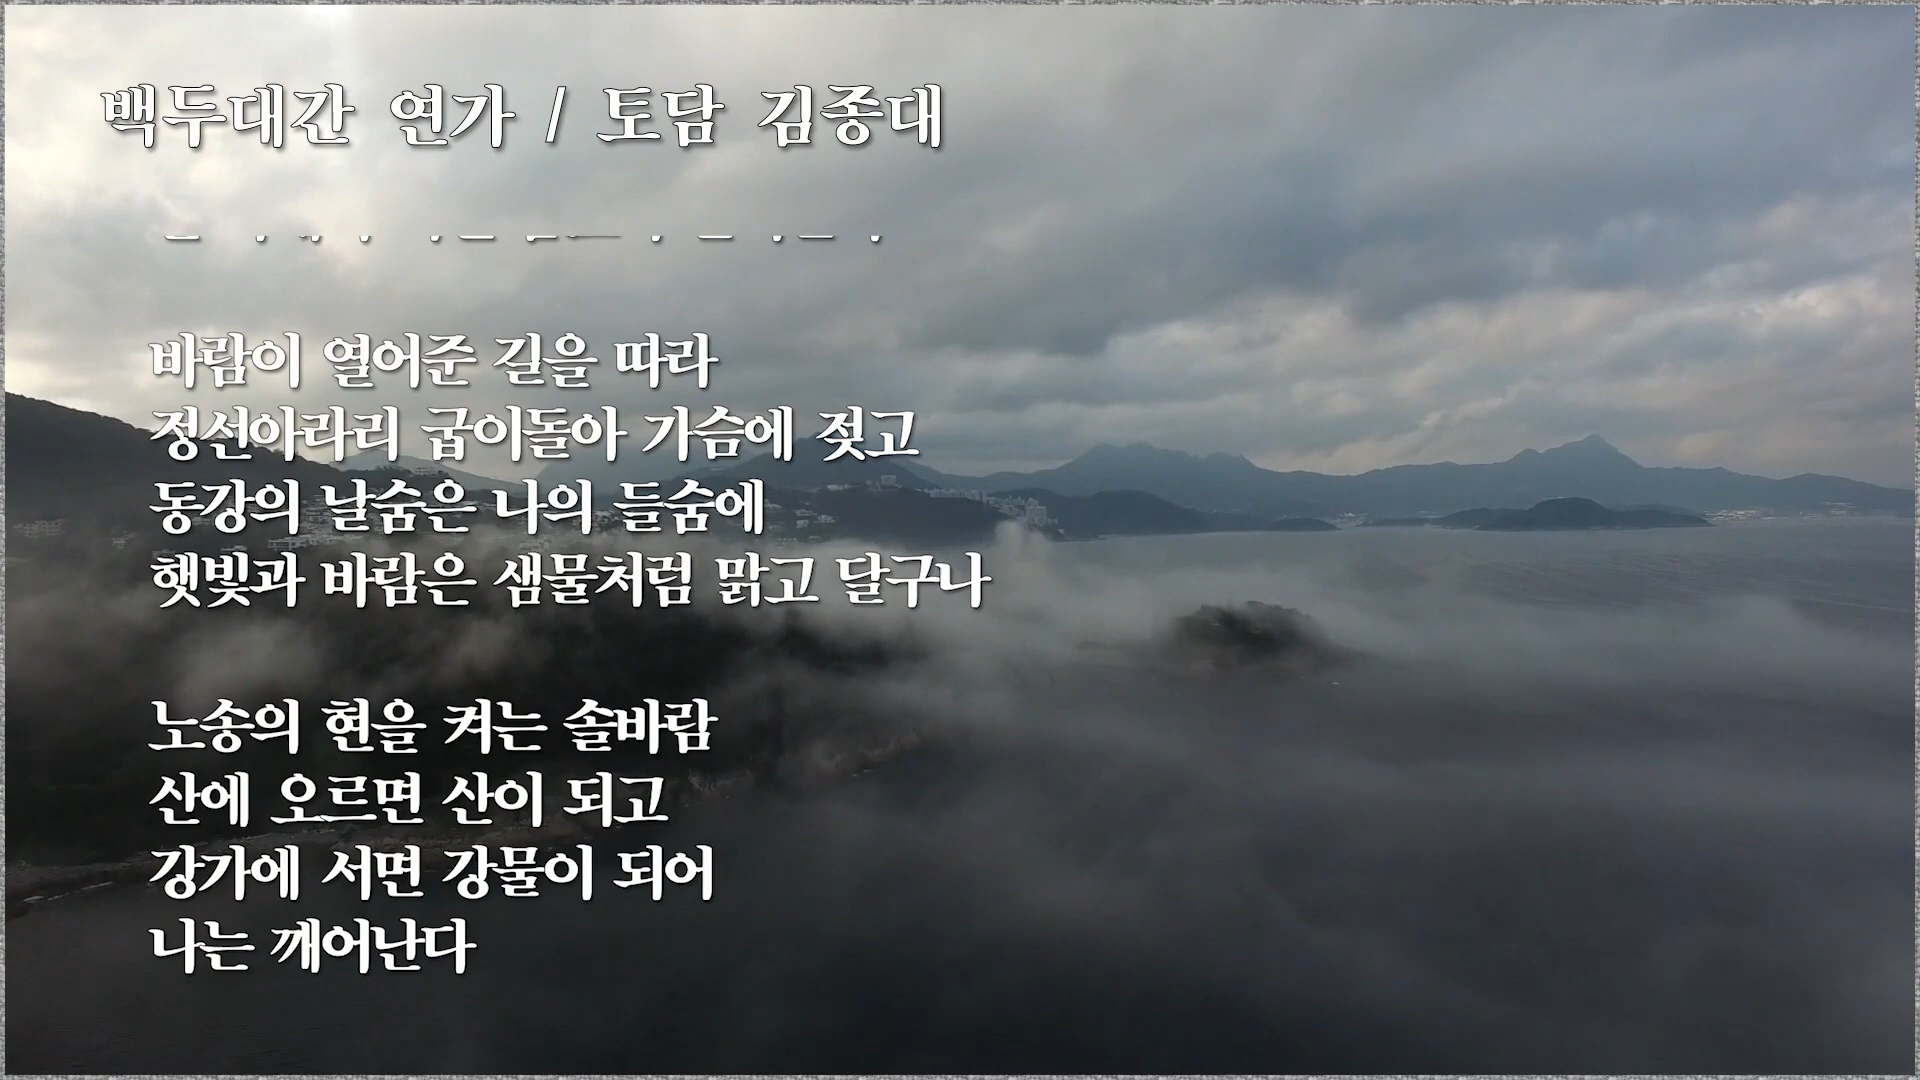 백두대간 연가 / 토담 김종대
바람이 열어준 길을 따라
정선아라리 굽이돌아 가슴에 젖고
동강의 날숨은 나의 들숨에
햇빛과 바람은 샘물처럼 맑고 달구나
노송의 현을 켜는 솔바람
산에 오르면 산이 되고
강가에 서면 강물이 되어
나는 깨어난다